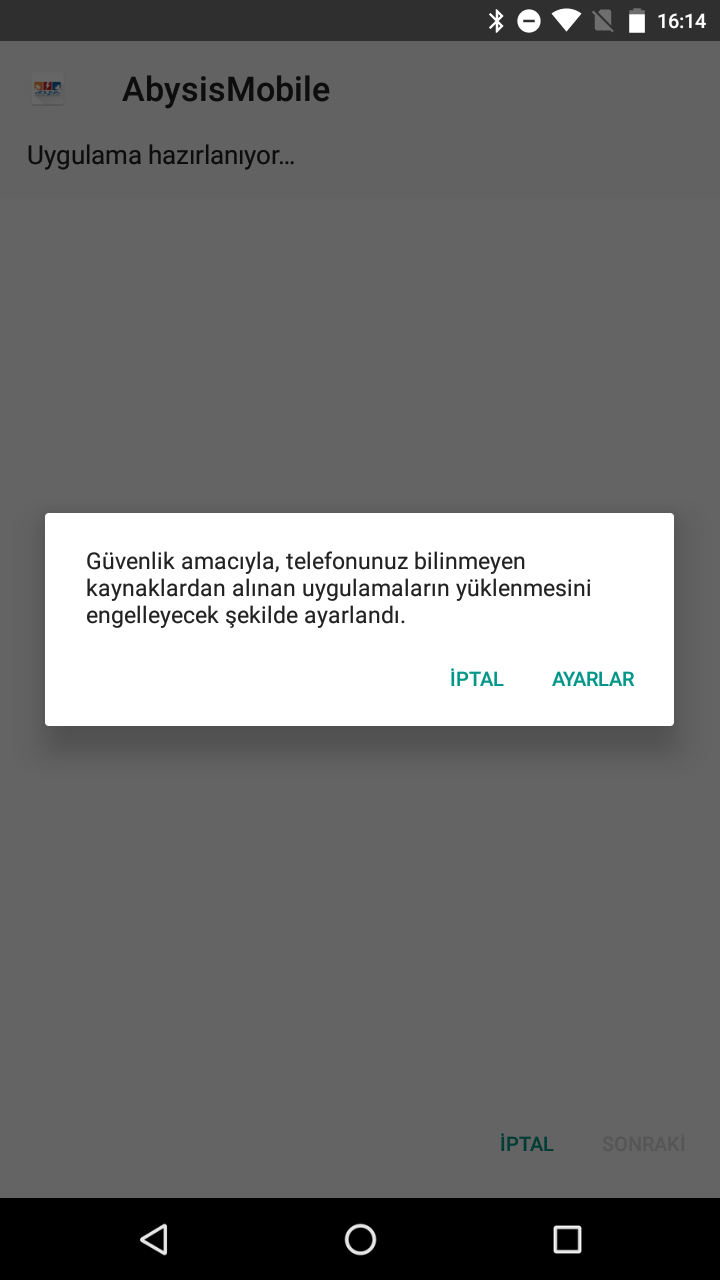 16:14
AbysisMobile
Uygulama hazırlanıyor...
Güvenlik amacıyla, telefonunuz bilinmeyen
kaynaklardan alınan uygulamaların yüklenmesini
engelleyecek şekilde ayarlandı.
İPTAL AYARLAR
İPTAL SONRAKİ